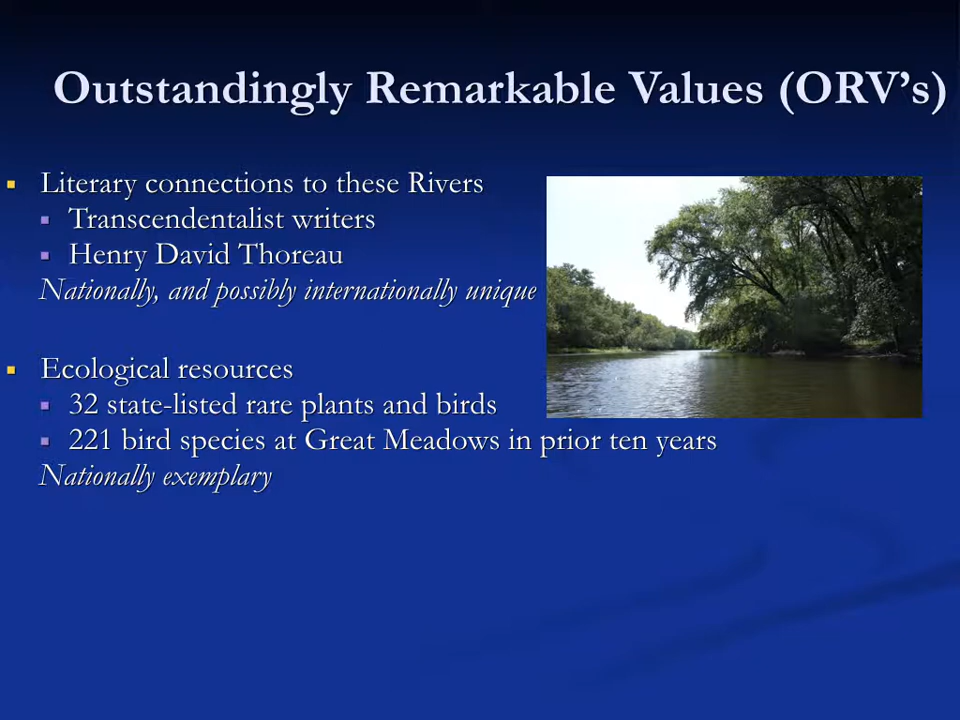 Outstandingly Remarkable Values (ORV’s)
Literary connections to these Rivers
Transcendentalist writers
Henry David Thoreau
Nationally, and possibly internationally unique
Ecological resources
32 state-listed rare plants and birds
221 bird species at Great Meadows in prior ten years
Nationally exemplary